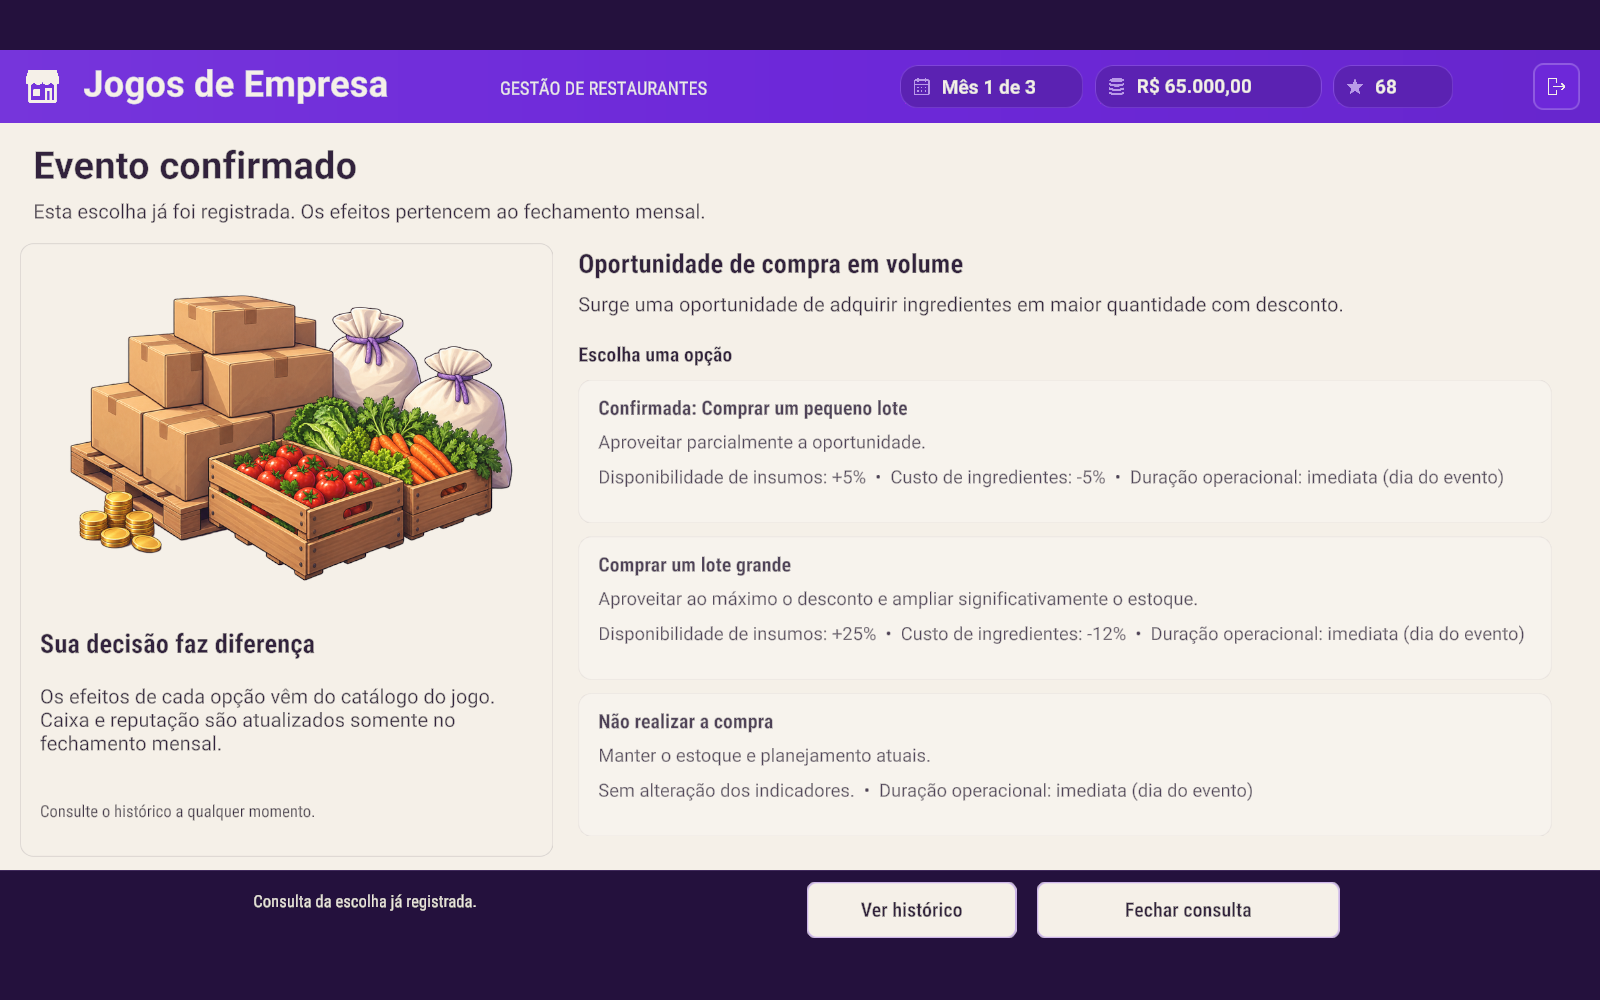 Jogos de Empresa
GESTÃO DE RESTAURANTES
Mês 1 de 3
R$ 65.000,00
68
Evento confirmado
Esta escolha já foi registrada. Os efeitos pertencem ao fechamento mensal.
Sua decisão faz diferença
Os efeitos de cada opção vêm do catálogo do jogo.
Caixa e reputação são atualizados somente no
fechamento mensal.
Consulte o histórico a qualquer momento.
Oportunidade de compra em volume
Surge uma oportunidade de adquirir ingredientes em maior quantidade com desconto.
Escolha uma opção
Confirmada: Comprar um pequeno lote
Aproveitar parcialmente a oportunidade.
Disponibilidade de insumos: +5% • Custo de ingredientes: -5% • Duração operacional: imediata (dia do evento)
Comprar um lote grande
Aproveitar ao máximo o desconto e ampliar significativamente o estoque.
Disponibilidade de insumos: +25% • Custo de ingredientes: -12% • Duração operacional: imediata (dia do evento)
Não realizar a compra
Manter o estoque e planejamento atuais.
Sem alteração dos indicadores. • Duração operacional: imediata (dia do evento)
Consulta da escolha já registrada.
Ver histórico
Fechar consulta